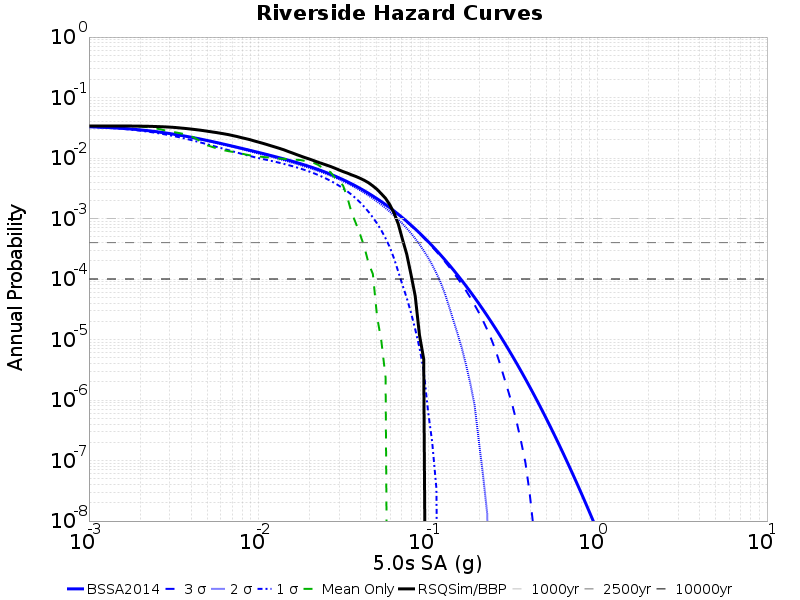 Riverside Hazard Curves
Annual Probability
10^0
10^-1
10^-2
10^-3
10^-4
10^-5
10^-6
10^-7
10^-8
10^-3 10^-2 10^-1 10^0 10^1
5.0s SA (g)
BSSA2014 3 σ 2 σ 1 σ Mean Only RSQSim/BBP 1000yr 2500yr 10000yr